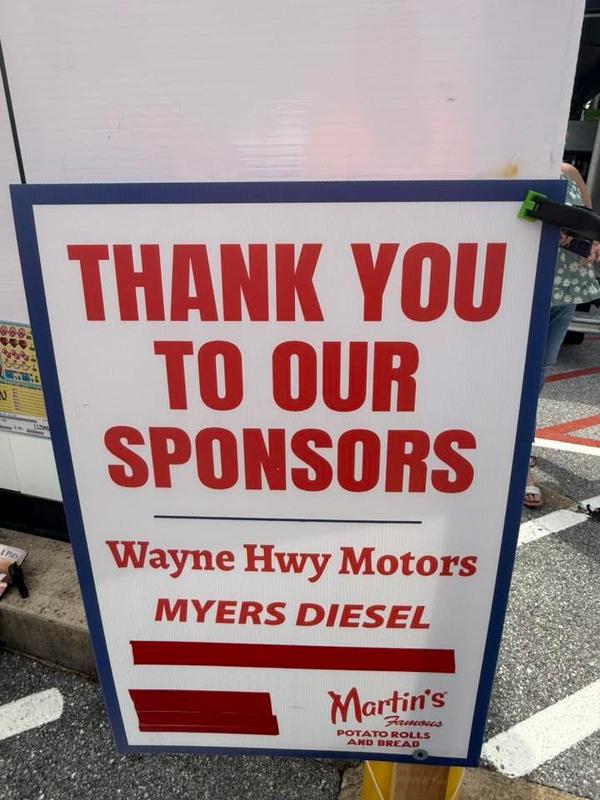 THANK YOU
TO OUR
SPONSORS
Wayne Hwy Motors
MYERS DIESEL
Martin's
Famous
POTATO ROLLS
AND BREAD